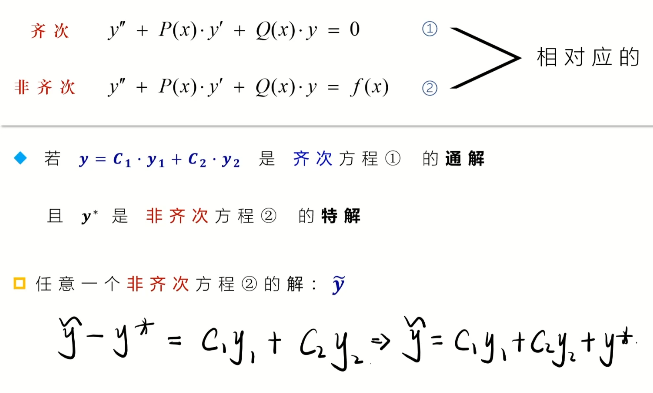 齐次 y″ + P(x)·y′ + Q(x)·y = 0 ①
相对应的
非齐次 y″ + P(x)·y′ + Q(x)·y = f(x) ②
若 y = C₁·y₁ + C₂·y₂ 是 齐次方程① 的通解
且 y* 是 非齐次方程② 的特解
任意一个非齐次方程②的解：ỹ
ỹ - y* = C₁y₁ + C₂y₂ ⇒ ỹ = C₁y₁ + C₂y₂ + y*.